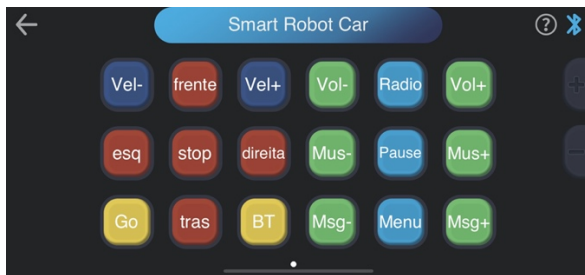 Smart Robot Car ?
Vel- frente Vel+ Vol- Radio Vol+
esq stop direita Mus- Pause Mus+
Go tras BT Msg- Menu Msg+